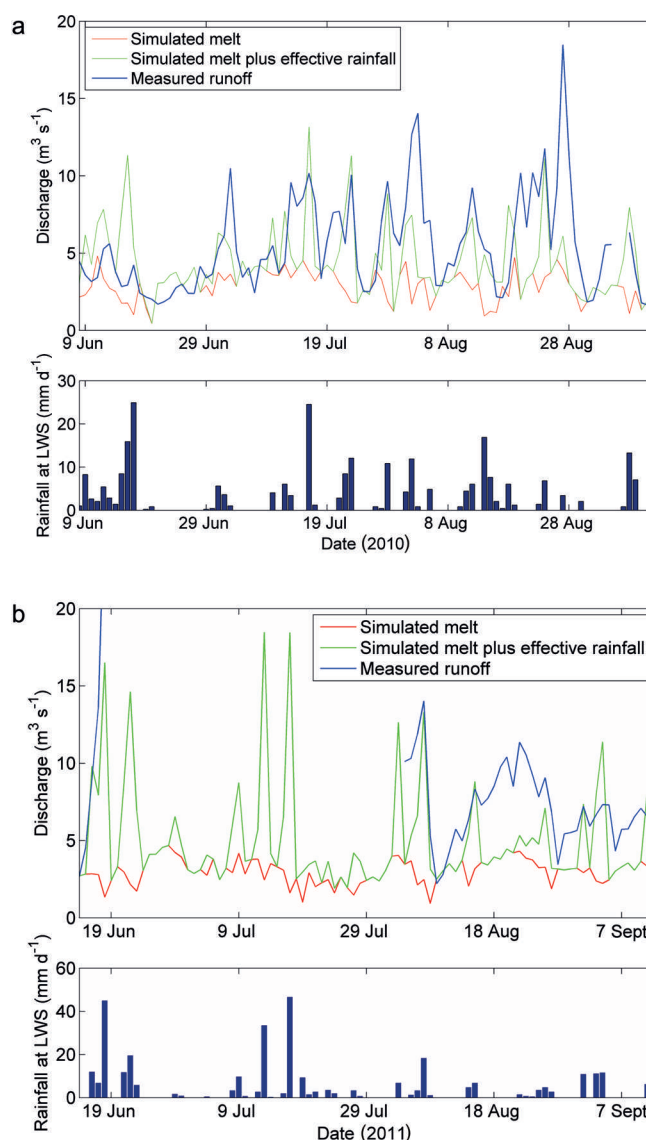 a
Simulated melt
Simulated melt plus effective rainfall
Measured runoff
Discharge (m³ s⁻¹)
20
15
10
5
0
9 Jun 29 Jun 19 Jul 8 Aug 28 Aug
Rainfall at LWS (mm d⁻¹)
30
20
10
0
9 Jun 29 Jun 19 Jul 8 Aug 28 Aug
Date (2010)
b
Simulated melt
Simulated melt plus effective rainfall
Measured runoff
Discharge (m³ s⁻¹)
20
15
10
5
0
19 Jun 9 Jul 29 Jul 18 Aug 7 Sept
Rainfall at LWS (mm d⁻¹)
60
40
20
0
19 Jun 9 Jul 29 Jul 18 Aug 7 Sept
Date (2011)